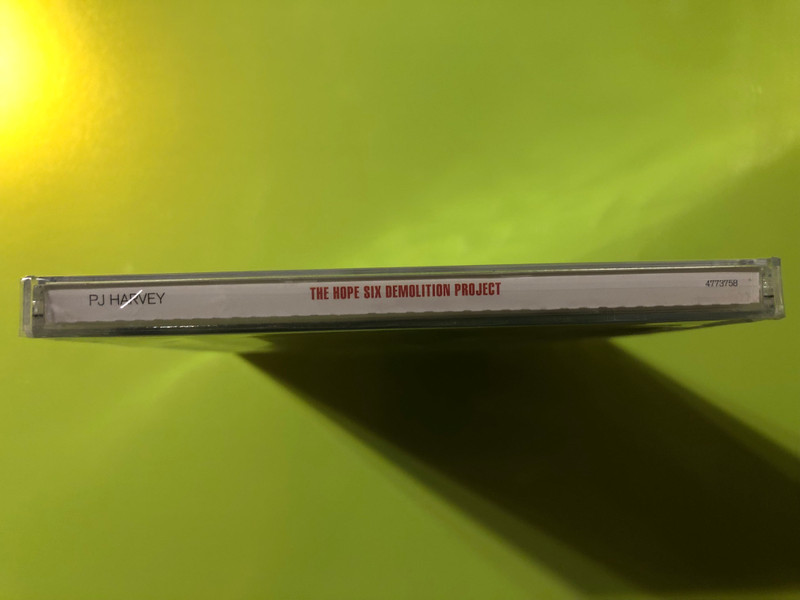 PJ HARVEY THE HOPE SIX DEMOLITION PROJECT 4773758